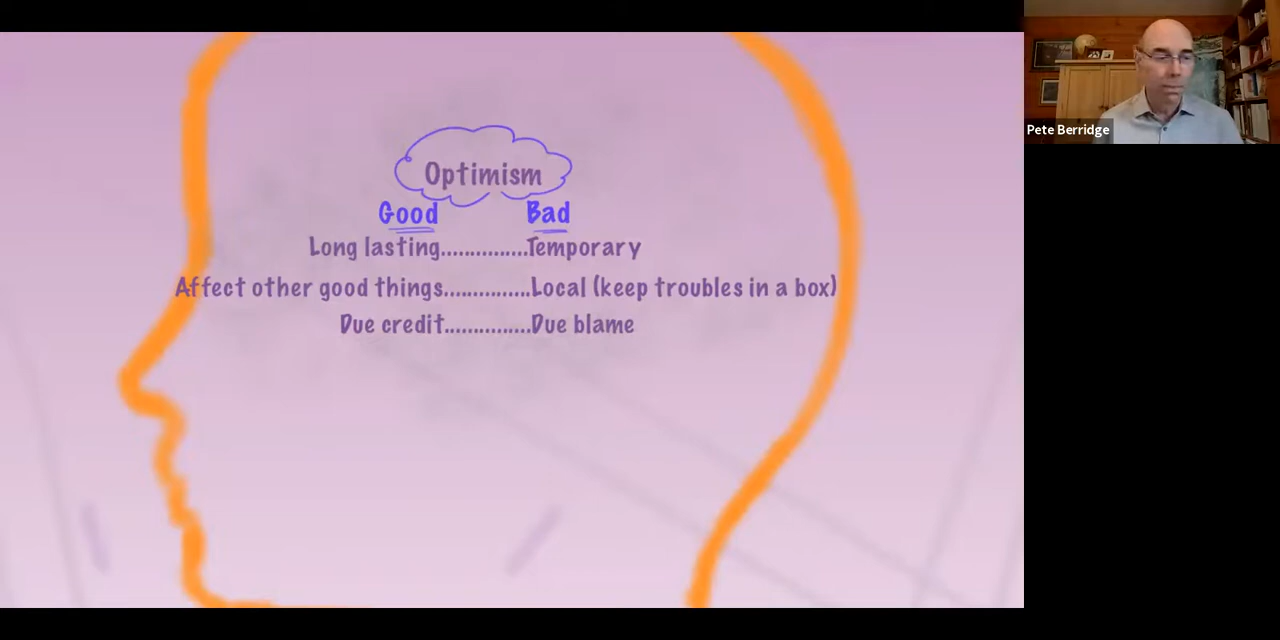 Optimism
Good Bad
Long lasting...............Temporary
Affect other good things...............Local (keep troubles in a box)
Due credit...............Due blame
Pete Berridge